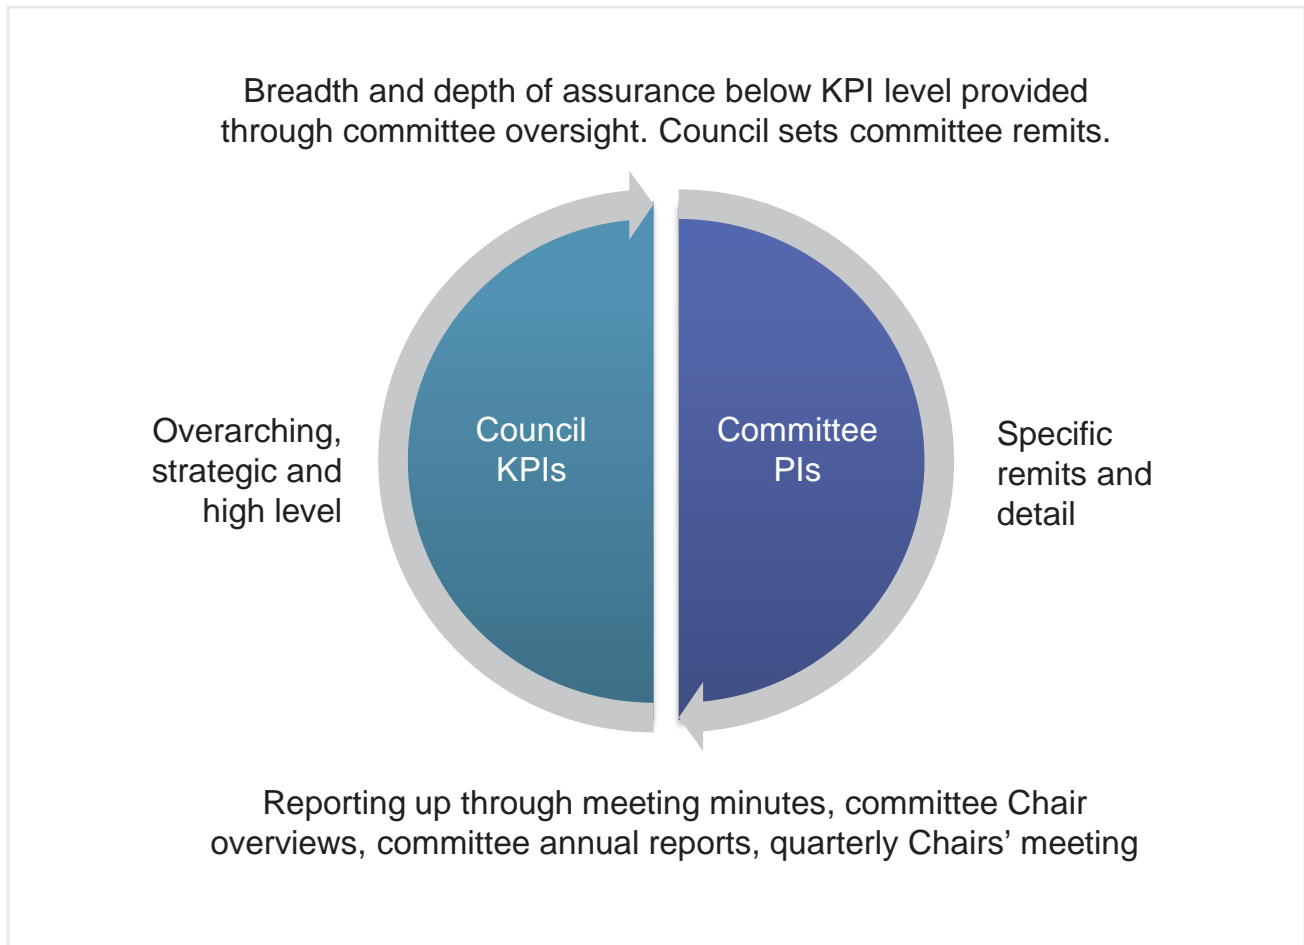 Breadth and depth of assurance below KPI level provided
through committee oversight. Council sets committee remits.
Overarching,
strategic and
high level
Council
KPIs
Committee
PIs
Specific
remits and
detail
Reporting up through meeting minutes, committee Chair
overviews, committee annual reports, quarterly Chairs’ meeting